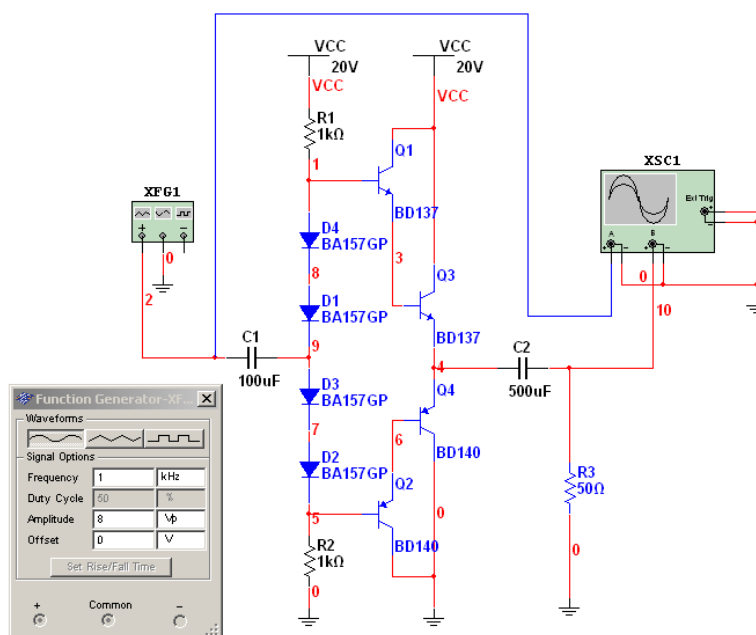 VCC
VCC
20V
20V
VCC
VCC
R1
1kΩ
Q1
XSC1
XFG1
1
Ext Trig
+
-
A
B
+
-
+
-
BD137
D4
BA157GP
+
-
0
3
8
Q3
0
2
D1
BA157GP
10
BD137
9
C1
C2
100uF
4
500uF
D3
BA157GP
Q4
7
6
BD140
D2
BA157GP
Q2
R3
50Ω
5
0
R2
1kΩ
BD140
0
0
Function Generator-XF...
Waveforms
Signal Options
Frequency 1 kHz
Duty Cycle 50 %
Amplitude 8 Vp
Offset 0 V
Set Rise/Fall Time
+ Common -